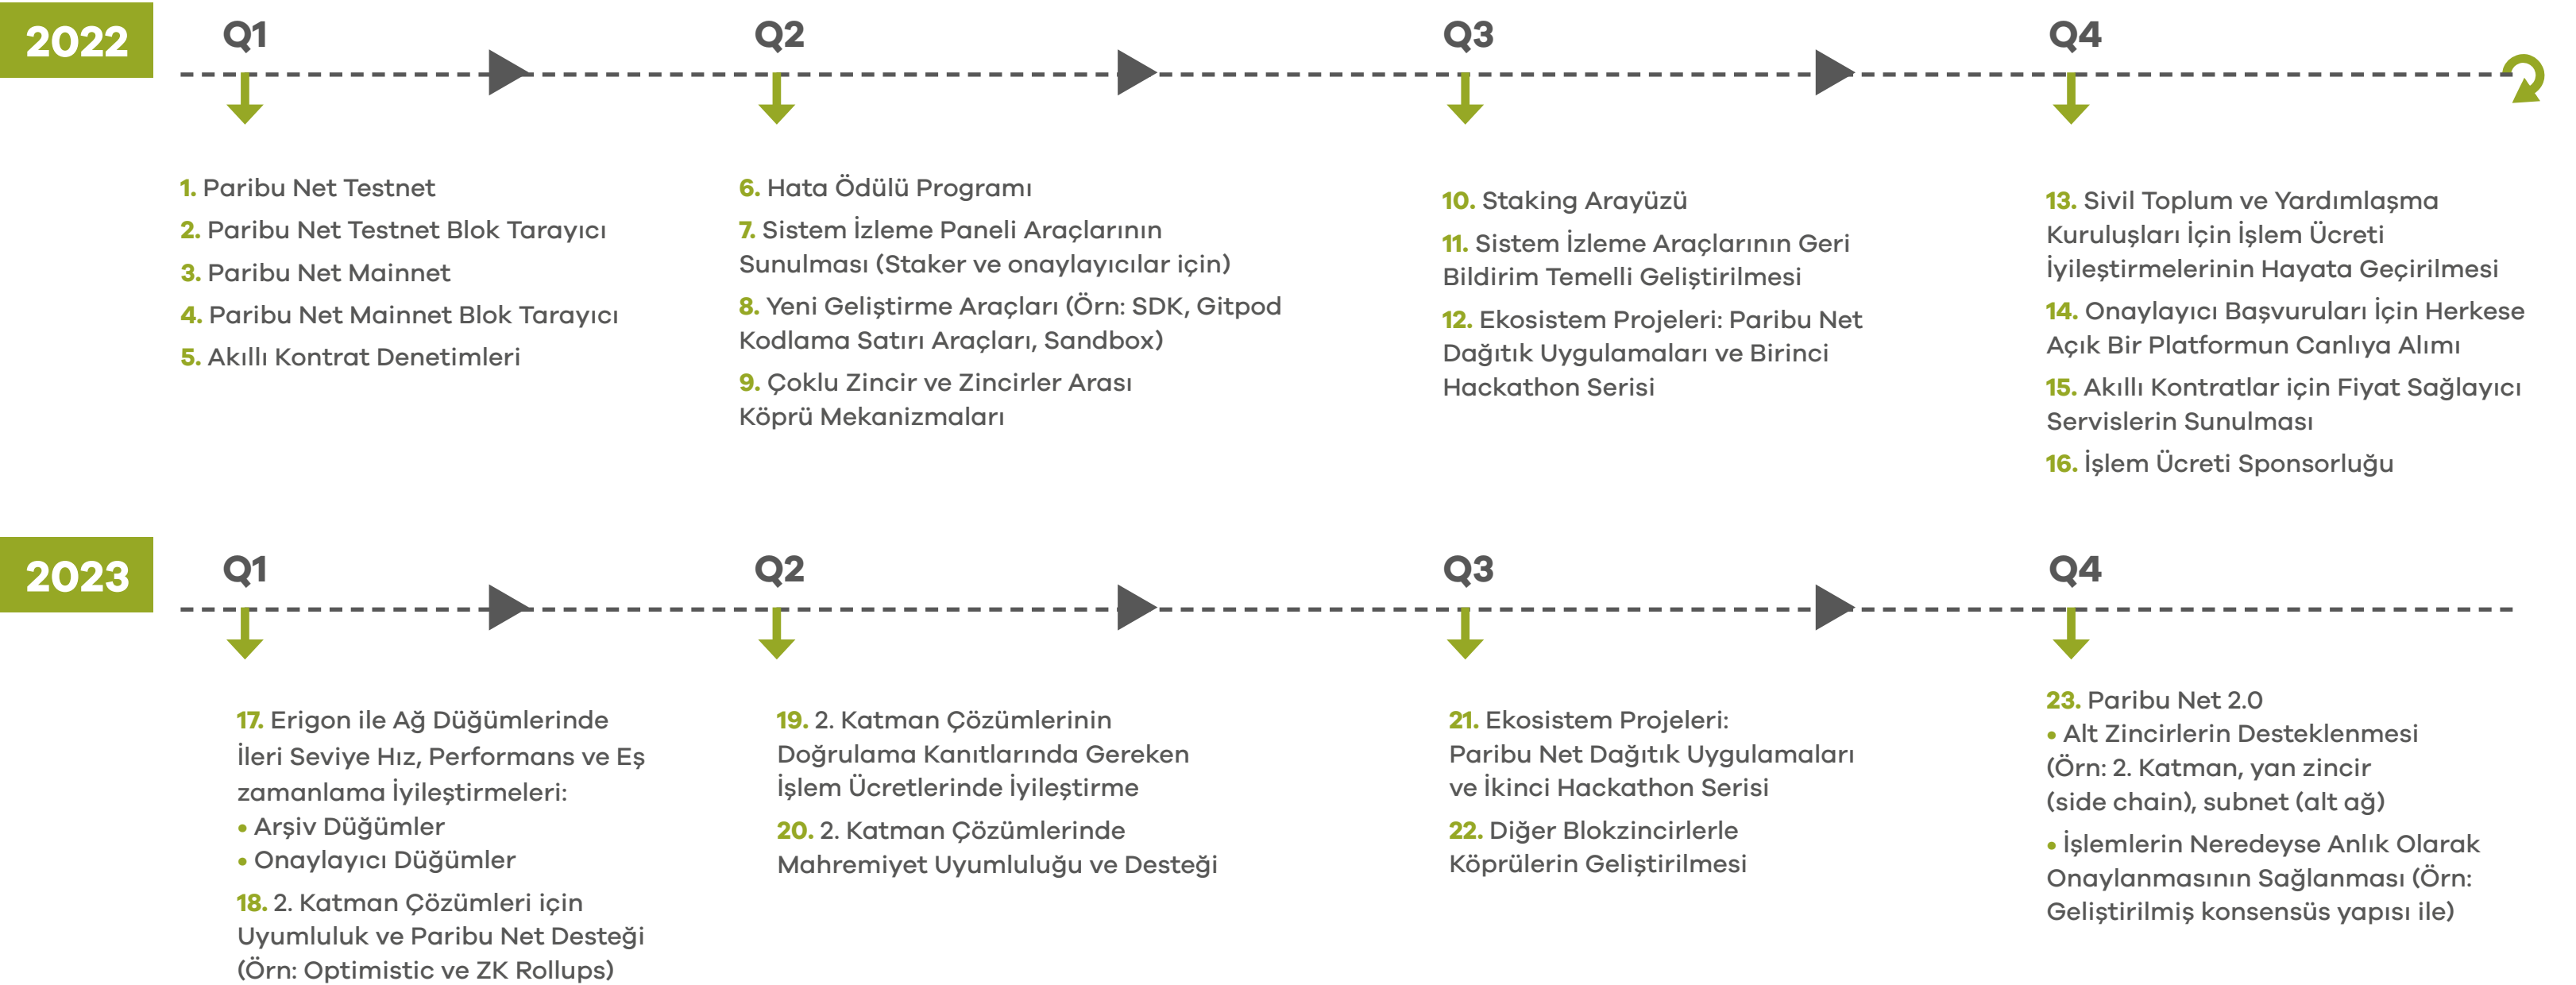 2022
Q1
Q2
Q3
Q4
1. Paribu Net Testnet
2. Paribu Net Testnet Blok Tarayıcı
3. Paribu Net Mainnet
4. Paribu Net Mainnet Blok Tarayıcı
5. Akıllı Kontrat Denetimleri
6. Hata Ödülü Programı
7. Sistem İzleme Paneli Araçlarının
Sunulması (Staker ve onaylayıcılar için)
8. Yeni Geliştirme Araçları (Örn: SDK, Gitpod
Kodlama Satırı Araçları, Sandbox)
9. Çoklu Zincir ve Zincirler Arası
Köprü Mekanizmaları
10. Staking Arayüzü
11. Sistem İzleme Araçlarının Geri
Bildirim Temelli Geliştirilmesi
12. Ekosistem Projeleri: Paribu Net
Dağıtık Uygulamaları ve Birinci
Hackathon Serisi
13. Sivil Toplum ve Yardımlaşma
Kuruluşları İçin İşlem Ücreti
İyileştirmelerinin Hayata Geçirilmesi
14. Onaylayıcı Başvuruları İçin Herkese
Açık Bir Platformun Canlıya Alımı
15. Akıllı Kontratlar için Fiyat Sağlayıcı
Servislerin Sunulması
16. İşlem Ücreti Sponsorluğu
2023
Q1
Q2
Q3
Q4
17. Erigon ile Ağ Düğümlerinde
İleri Seviye Hız, Performans ve Eş
zamanlama İyileştirmeleri:
• Arşiv Düğümler
• Onaylayıcı Düğümler
18. 2. Katman Çözümleri için
Uyumluluk ve Paribu Net Desteği
(Örn: Optimistic ve ZK Rollups)
19. 2. Katman Çözümlerinin
Doğrulama Kanıtlarında Gereken
İşlem Ücretlerinde İyileştirme
20. 2. Katman Çözümlerinde
Mahremiyet Uyumluluğu ve Desteği
21. Ekosistem Projeleri:
Paribu Net Dağıtık Uygulamaları
ve İkinci Hackathon Serisi
22. Diğer Blokzincirlerle
Köprülerin Geliştirilmesi
23. Paribu Net 2.0
• Alt Zincirlerin Desteklenmesi
(Örn: 2. Katman, yan zincir
(side chain), subnet (alt ağ)
• İşlemlerin Neredeyse Anlık Olarak
Onaylanmasının Sağlanması (Örn:
Geliştirilmiş konsensüs yapısı ile)